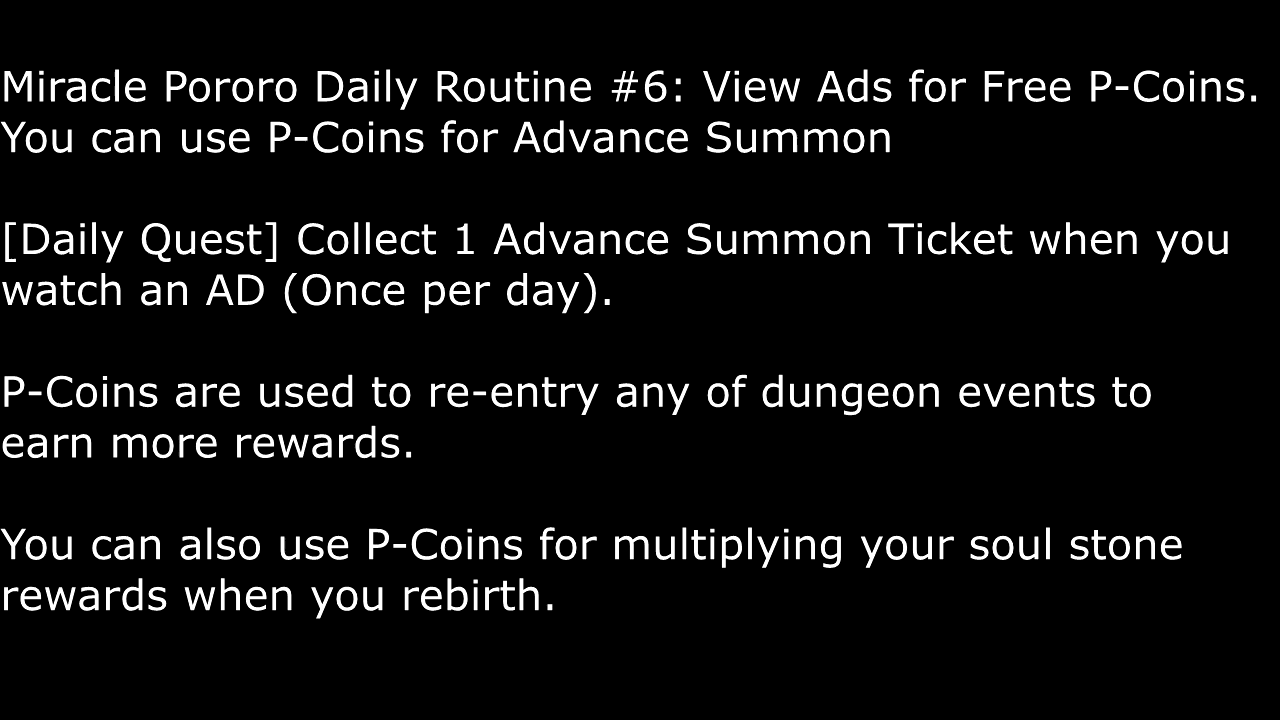 Miracle Pororo Daily Routine #6: View Ads for Free P-Coins.
You can use P-Coins for Advance Summon
[Daily Quest] Collect 1 Advance Summon Ticket when you
watch an AD (Once per day).
P-Coins are used to re-entry any of dungeon events to
earn more rewards.
You can also use P-Coins for multiplying your soul stone
rewards when you rebirth.